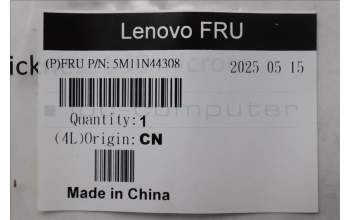 Lenovo FRU
(P)FRU P/N: 5M11N44308 2025 05 15
Quantity: 1
(4L)Origin: CN
Made in China